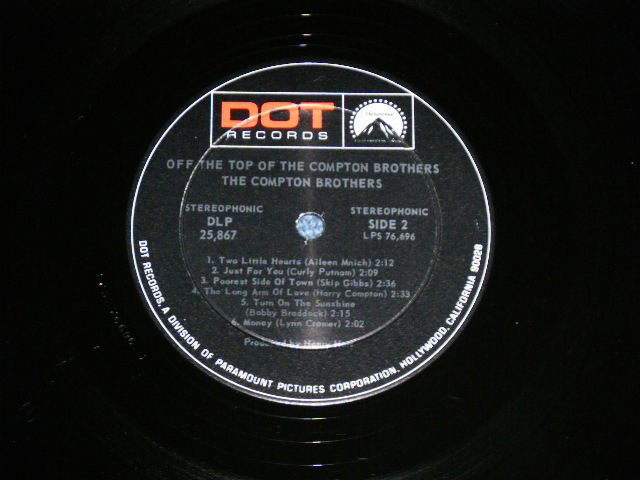 DOT
RECORDS
Paramount
OFF THE TOP OF THE COMPTON BROTHERS
THE COMPTON BROTHERS
STEREOPHONIC
DLP
25,867
STEREOPHONIC
SIDE 2
LPS 76,696
1. Two Little Hearts (Aileen Mnich) 2:12
2. Just For You (Curly Putnam) 2:09
3. Poorest Side Of Town (Skip Gibbs) 2:36
4. The Long Arm Of Love (Harry Compton) 2:33
5. Turn On The Sunshine
(Bobby Braddock) 2:15
6. Money (Lynn Cramer) 2:02
Produced by Henry
DOT RECORDS, A DIVISION OF PARAMOUNT PICTURES CORPORATION, HOLLYWOOD, CALIFORNIA 90028